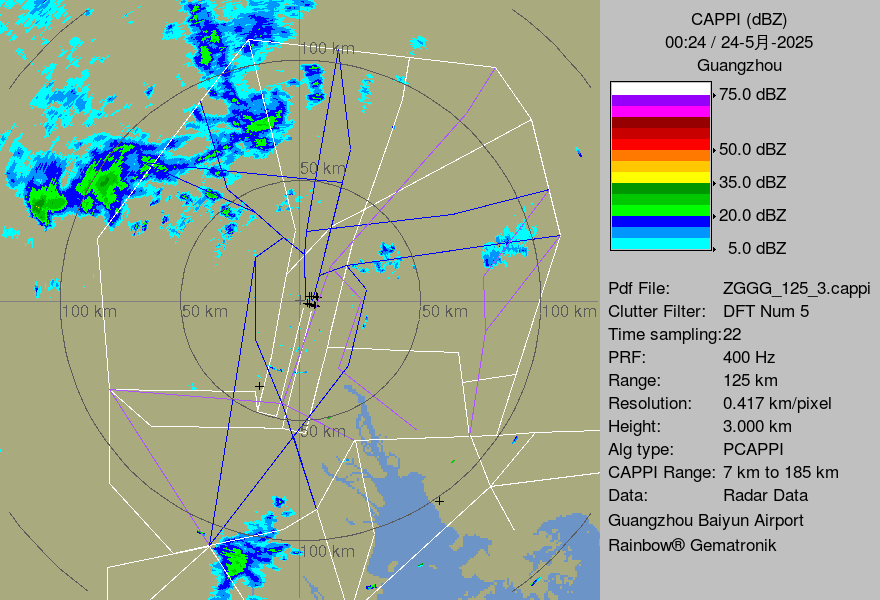 CAPPI (dBZ)
00:24 / 24-5月-2025
Guangzhou
75.0 dBZ
50.0 dBZ
35.0 dBZ
20.0 dBZ
5.0 dBZ
100 km
50 km
100 km
50 km
50 km
100 km
50 km
100 km
Pdf File: ZGGG_125_3.cappi
Clutter Filter: DFT Num 5
Time sampling: 22
PRF: 400 Hz
Range: 125 km
Resolution: 0.417 km/pixel
Height: 3.000 km
Alg type: PCAPPI
CAPPI Range: 7 km to 185 km
Data: Radar Data
Guangzhou Baiyun Airport
Rainbow® Gematronik